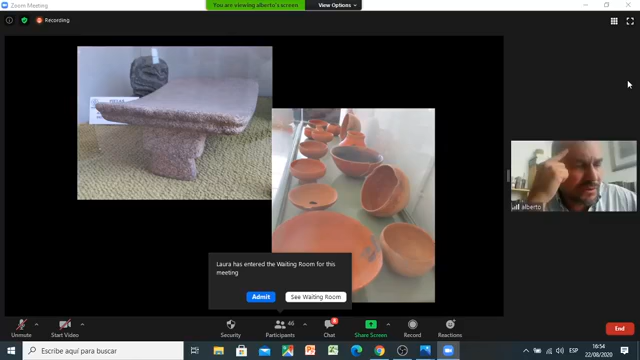 Zoom Meeting
You are viewing alberto's screen
View Options
Recording
alberto
Laura has entered the Waiting Room for this
meeting
Admit
See Waiting Room
Unmute
Start Video
Security
46
Participants
Chat
Share Screen
Record
Reactions
End
Escribe aquí para buscar
ESP
16:54
22/08/2020